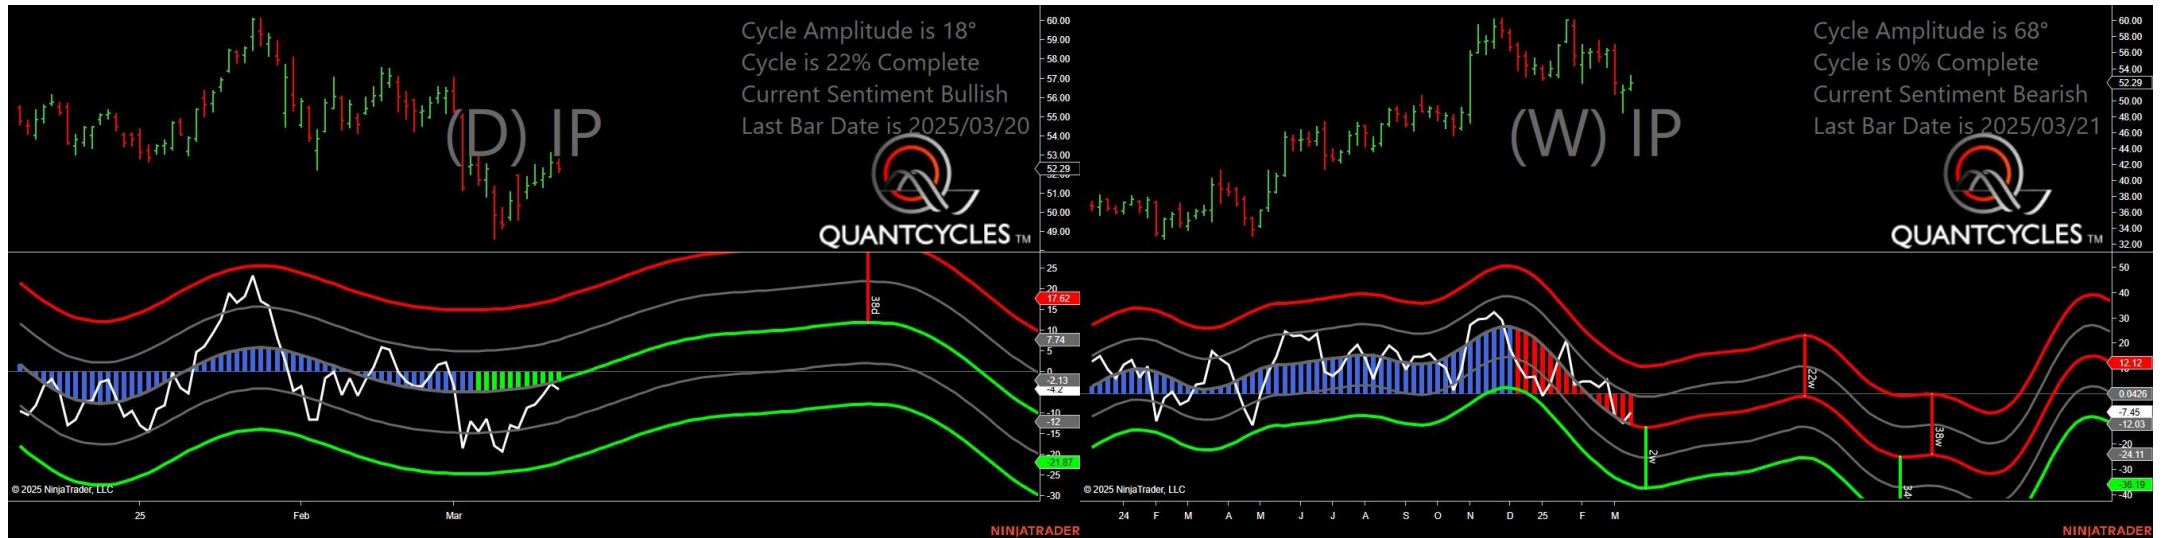 Cycle Amplitude is 18°
Cycle is 22% Complete
Current Sentiment Bullish
Last Bar Date is 2025/03/20
(D) IP
QUANTCYCLES TM
60.00
59.00
58.00
57.00
56.00
55.00
54.00
53.00
52.29
51.00
50.00
49.00
25
20
17.62
15
10
7.74
5
0
-2.13
-4.2
-10
-12
-15
-20
-21.87
-25
-30
38d
© 2025 NinjaTrader, LLC
25 Feb Mar
NINJATRADER
Cycle Amplitude is 68°
Cycle is 0% Complete
Current Sentiment Bearish
Last Bar Date is 2025/03/21
(W) IP
QUANTCYCLES TM
60.00
58.00
56.00
54.00
52.29
50.00
48.00
46.00
44.00
42.00
40.00
38.00
36.00
34.00
32.00
50
40
30
20
12.12
10
0.0426
-7.45
-12.03
-20
-24.11
-30
-36.19
-40
2w
22w
38w
34
© 2025 NinjaTrader, LLC
24 F M A M J J A S O N D 25 F M
NINJATRADER